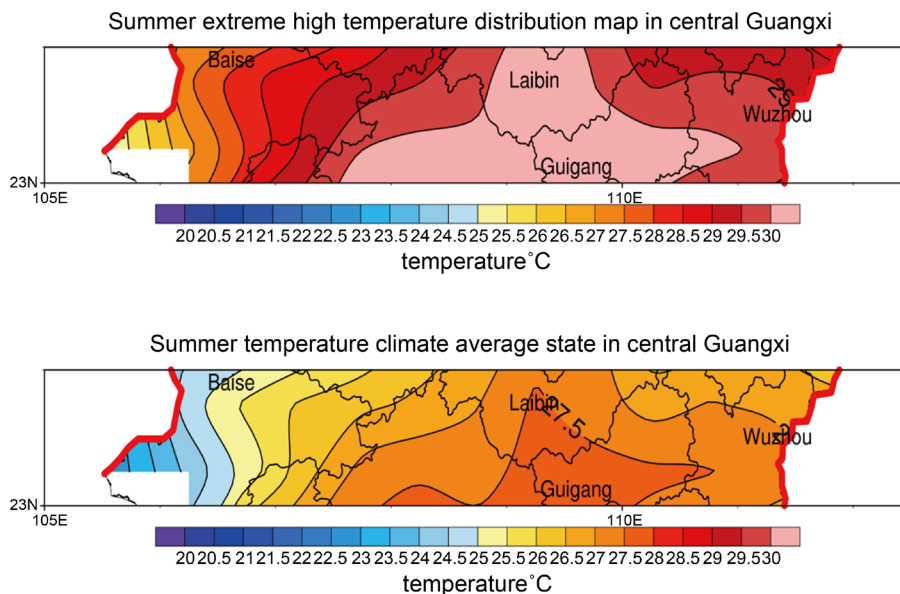 Summer extreme high temperature distribution map in central Guangxi
Baise
Laibin
25
Wuzhou
Guigang
23N
105E
110E
20 20.5 21 21.5 22 22.5 23 23.5 24 24.5 25 25.5 26 26.5 27 27.5 28 28.5 29 29.5 30
temperature°C
Summer temperature climate average state in central Guangxi
Baise
Laibin
27.5
Wuzhou
Guigang
23N
105E
110E
20 20.5 21 21.5 22 22.5 23 23.5 24 24.5 25 25.5 26 26.5 27 27.5 28 28.5 29 29.5 30
temperature°C